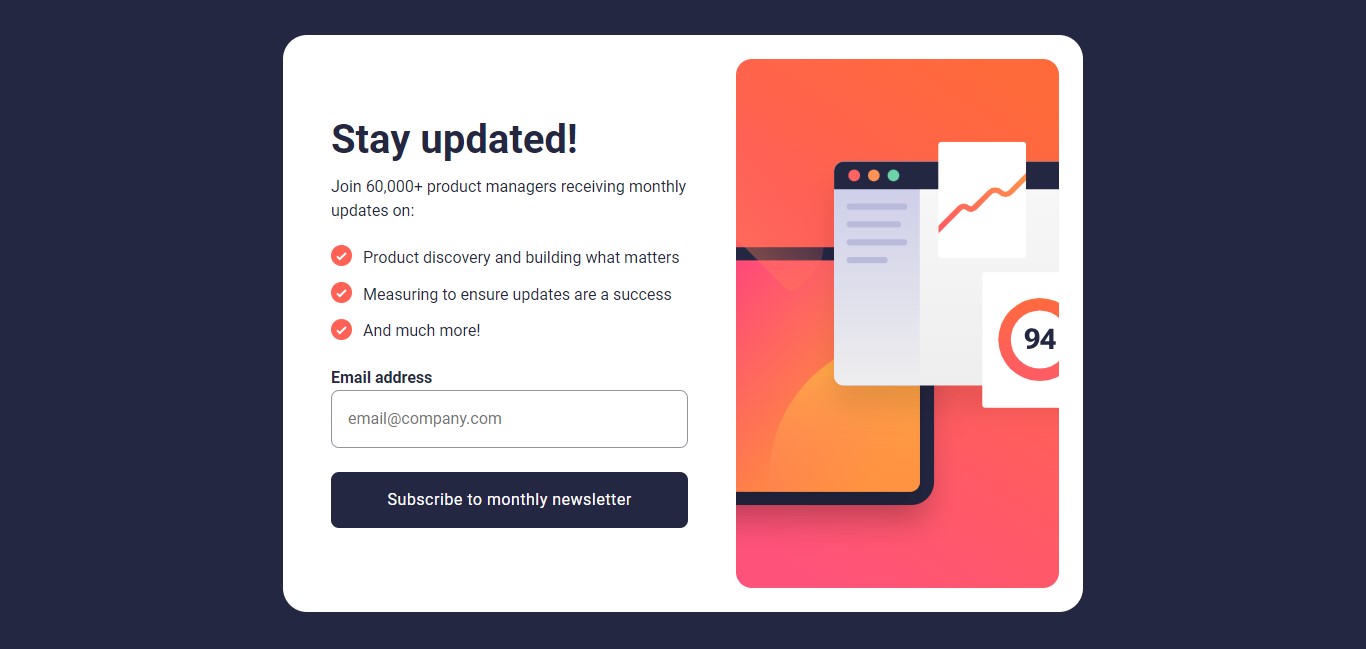 Stay updated!
Join 60,000+ product managers receiving monthly
updates on:
Product discovery and building what matters
Measuring to ensure updates are a success
And much more!
Email address
email@company.com
Subscribe to monthly newsletter
94